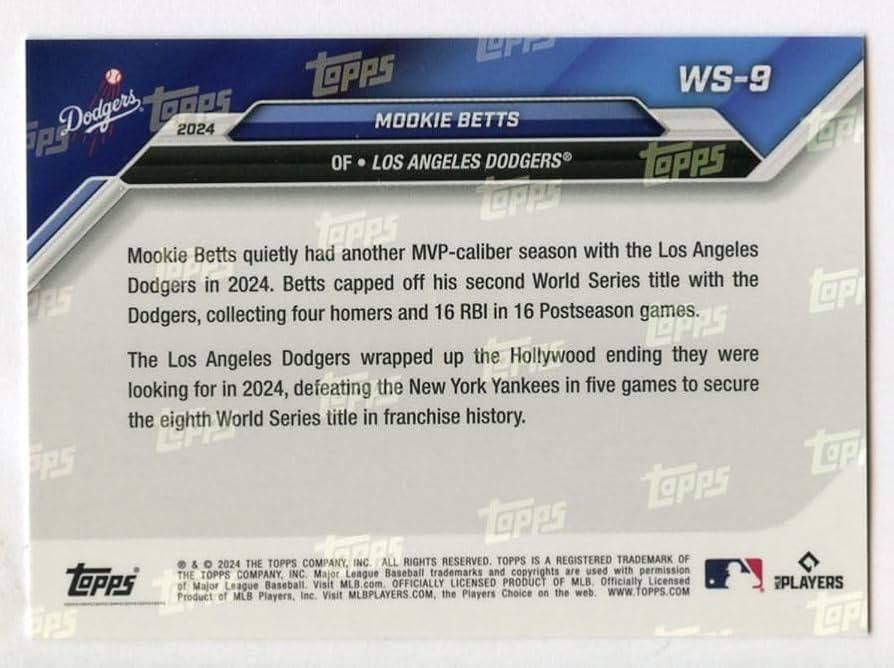 WS-9
Dodgers
2024
MOOKIE BETTS
OF • LOS ANGELES DODGERS®
Mookie Betts quietly had another MVP-caliber season with the Los Angeles
Dodgers in 2024. Betts capped off his second World Series title with the
Dodgers, collecting four homers and 16 RBI in 16 Postseason games.
The Los Angeles Dodgers wrapped up the Hollywood ending they were
looking for in 2024, defeating the New York Yankees in five games to secure
the eighth World Series title in franchise history.
Topps®
® & © 2024 THE TOPPS COMPANY, INC. ALL RIGHTS RESERVED. TOPPS IS A REGISTERED TRADEMARK OF
THE TOPPS COMPANY, INC. Major League Baseball trademarks and copyrights are used with permission
of Major League Baseball. Visit MLB.com. OFFICIALLY LICENSED PRODUCT OF MLB. Officially Licensed
Product of MLB Players, Inc. Visit MLBPLAYERS.COM, the Players Choice on the web. WWW.TOPPS.COM
MLB PLAYERS